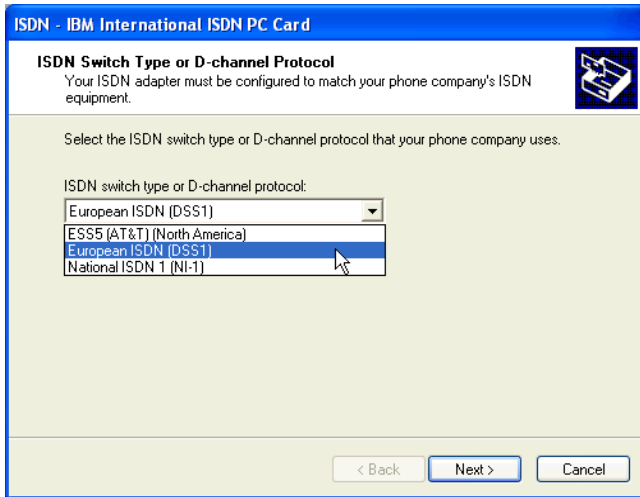 ISDN - IBM International ISDN PC Card
ISDN Switch Type or D-channel Protocol
Your ISDN adapter must be configured to match your phone company's ISDN
equipment.
Select the ISDN switch type or D-channel protocol that your phone company uses.
ISDN switch type or D-channel protocol:
European ISDN (DSS1)
ESS5 (AT&T) (North America)
European ISDN (DSS1)
National ISDN 1 (NI-1)
< Back Next > Cancel